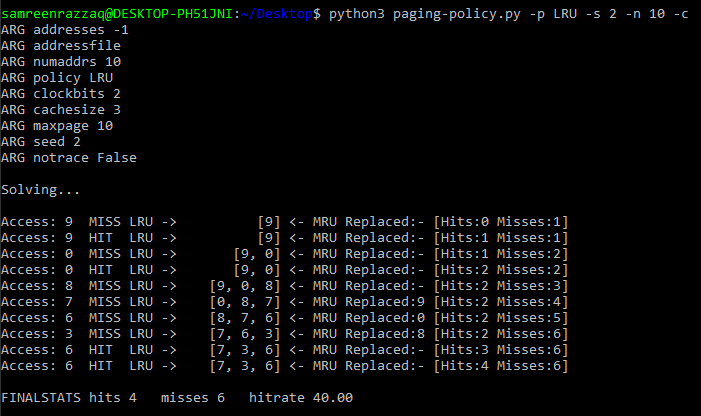 samreenrazzaq@DESKTOP-PH51JNI:~/Desktop$ python3 paging-policy.py -p LRU -s 2 -n 10 -c
ARG addresses -1
ARG addressfile
ARG numaddrs 10
ARG policy LRU
ARG clockbits 2
ARG cachesize 3
ARG maxpage 10
ARG seed 2
ARG notrace False

Solving...

Access: 9  MISS LRU ->          [9] <- MRU Replaced:- [Hits:0 Misses:1]
Access: 9  HIT  LRU ->          [9] <- MRU Replaced:- [Hits:1 Misses:1]
Access: 0  MISS LRU ->       [9, 0] <- MRU Replaced:- [Hits:1 Misses:2]
Access: 0  HIT  LRU ->       [9, 0] <- MRU Replaced:- [Hits:2 Misses:2]
Access: 8  MISS LRU ->    [9, 0, 8] <- MRU Replaced:- [Hits:2 Misses:3]
Access: 7  MISS LRU ->    [0, 8, 7] <- MRU Replaced:9 [Hits:2 Misses:4]
Access: 6  MISS LRU ->    [8, 7, 6] <- MRU Replaced:0 [Hits:2 Misses:5]
Access: 3  MISS LRU ->    [7, 6, 3] <- MRU Replaced:8 [Hits:2 Misses:6]
Access: 6  HIT  LRU ->    [7, 3, 6] <- MRU Replaced:- [Hits:3 Misses:6]
Access: 6  HIT  LRU ->    [7, 3, 6] <- MRU Replaced:- [Hits:4 Misses:6]

FINALSTATS hits 4   misses 6   hitrate 40.00